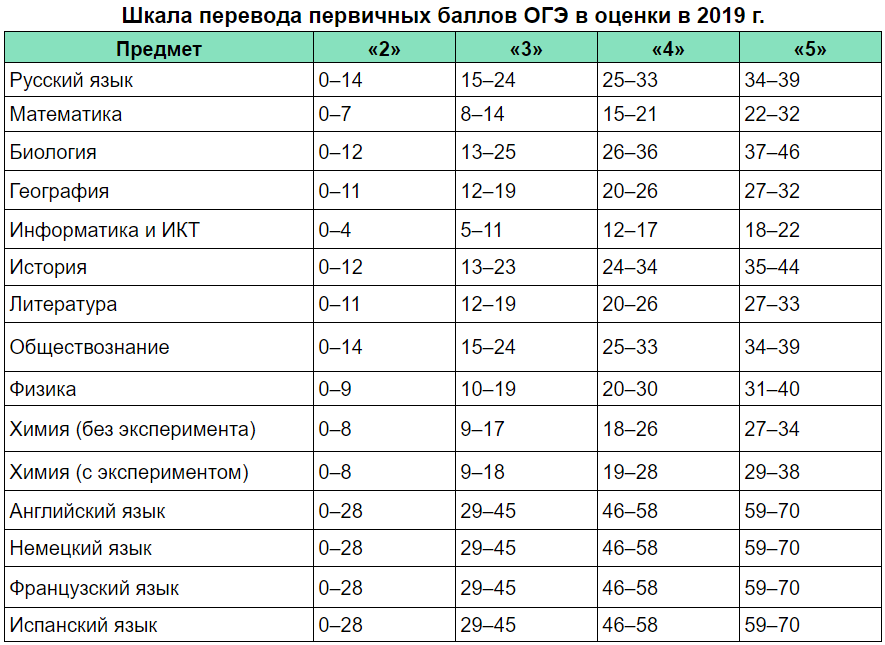 Шкала перевода первичных баллов ОГЭ в оценки в 2019 г.
Предмет «2» «3» «4» «5»
Русский язык 0–14 15–24 25–33 34–39
Математика 0–7 8–14 15–21 22–32
Биология 0–12 13–25 26–36 37–46
География 0–11 12–19 20–26 27–32
Информатика и ИКТ 0–4 5–11 12–17 18–22
История 0–12 13–23 24–34 35–44
Литература 0–11 12–19 20–26 27–33
Обществознание 0–14 15–24 25–33 34–39
Физика 0–9 10–19 20–30 31–40
Химия (без эксперимента) 0–8 9–17 18–26 27–34
Химия (с экспериментом) 0–8 9–18 19–28 29–38
Английский язык 0–28 29–45 46–58 59–70
Немецкий язык 0–28 29–45 46–58 59–70
Французский язык 0–28 29–45 46–58 59–70
Испанский язык 0–28 29–45 46–58 59–70